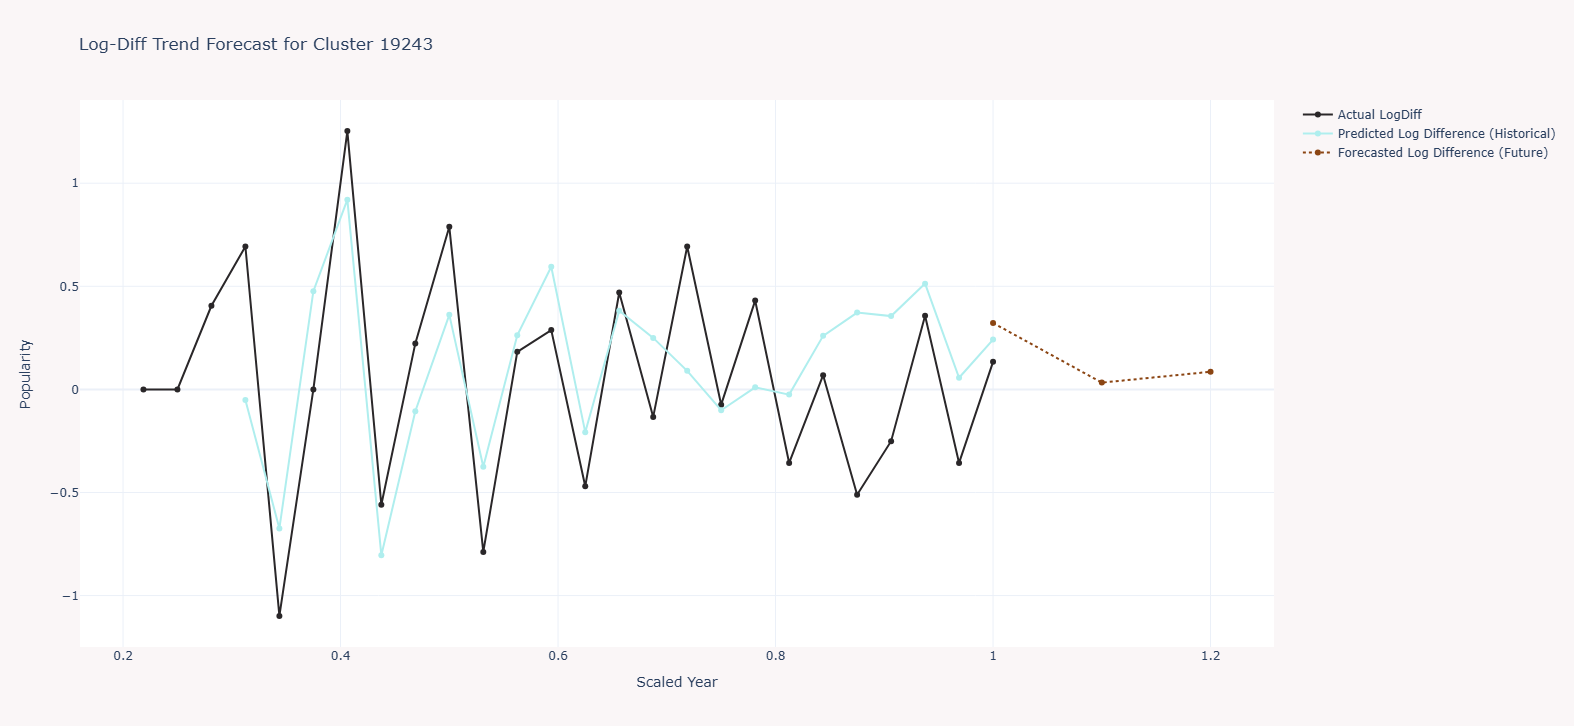 Log-Diff Trend Forecast for Cluster 19243
Actual LogDiff
Predicted Log Difference (Historical)
Forecasted Log Difference (Future)
Popularity
1
0.5
0
−0.5
−1
0.2
0.4
0.6
0.8
1
1.2
Scaled Year